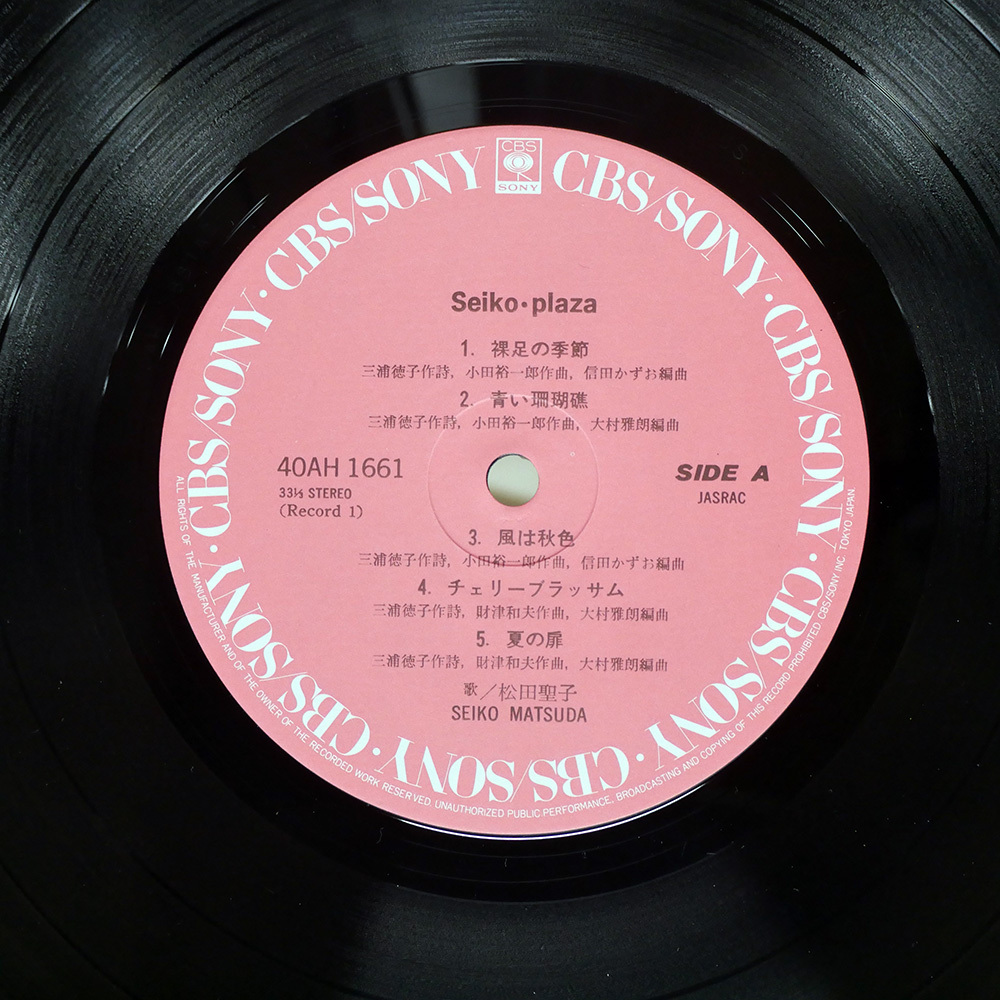 CBS
SONY
CBS/SONY · CBS/SONY · CBS/SONY · CBS/SONY · CBS/SONY · CBS/SONY · CBS/SONY · CBS/SONY
Seiko・plaza
1. 裸足の季節
三浦徳子作詩, 小田裕一郎作曲, 信田かずお編曲
2. 青い珊瑚礁
三浦徳子作詩, 小田裕一郎作曲, 大村雅朗編曲
40AH 1661
33⅓ STEREO
(Record 1)
SIDE A
JASRAC
3. 風は秋色
三浦徳子作詩, 小田裕一郎作曲, 信田かずお編曲
4. チェリーブラッサム
三浦徳子作詩, 財津和夫作曲, 大村雅朗編曲
5. 夏の扉
三浦徳子作詩, 財津和夫作曲, 大村雅朗編曲
歌／松田聖子
SEIKO MATSUDA
ALL RIGHTS OF THE MANUFACTURER AND OF THE OWNER OF THE RECORDED WORK RESERVED. UNAUTHORIZED PUBLIC PERFORMANCE, BROADCASTING AND COPYING OF THIS RECORD PROHIBITED CBS/SONY INC. TOKYO JAPAN